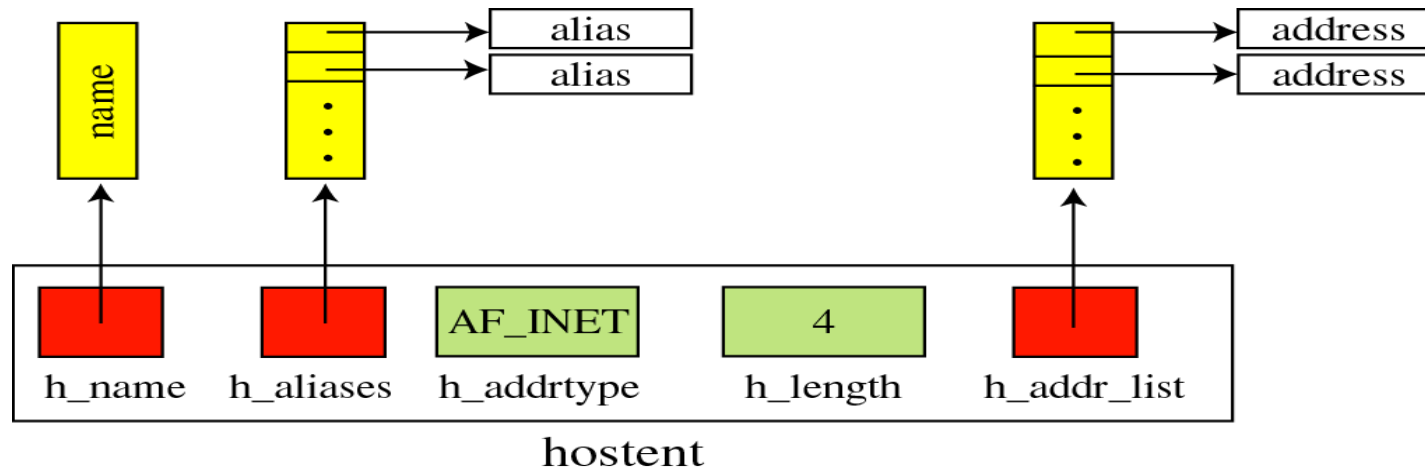 alias
address
alias
address
name
AF_INET
4
h_name
h_aliases
h_addrtype
h_length
h_addr_list
hostent